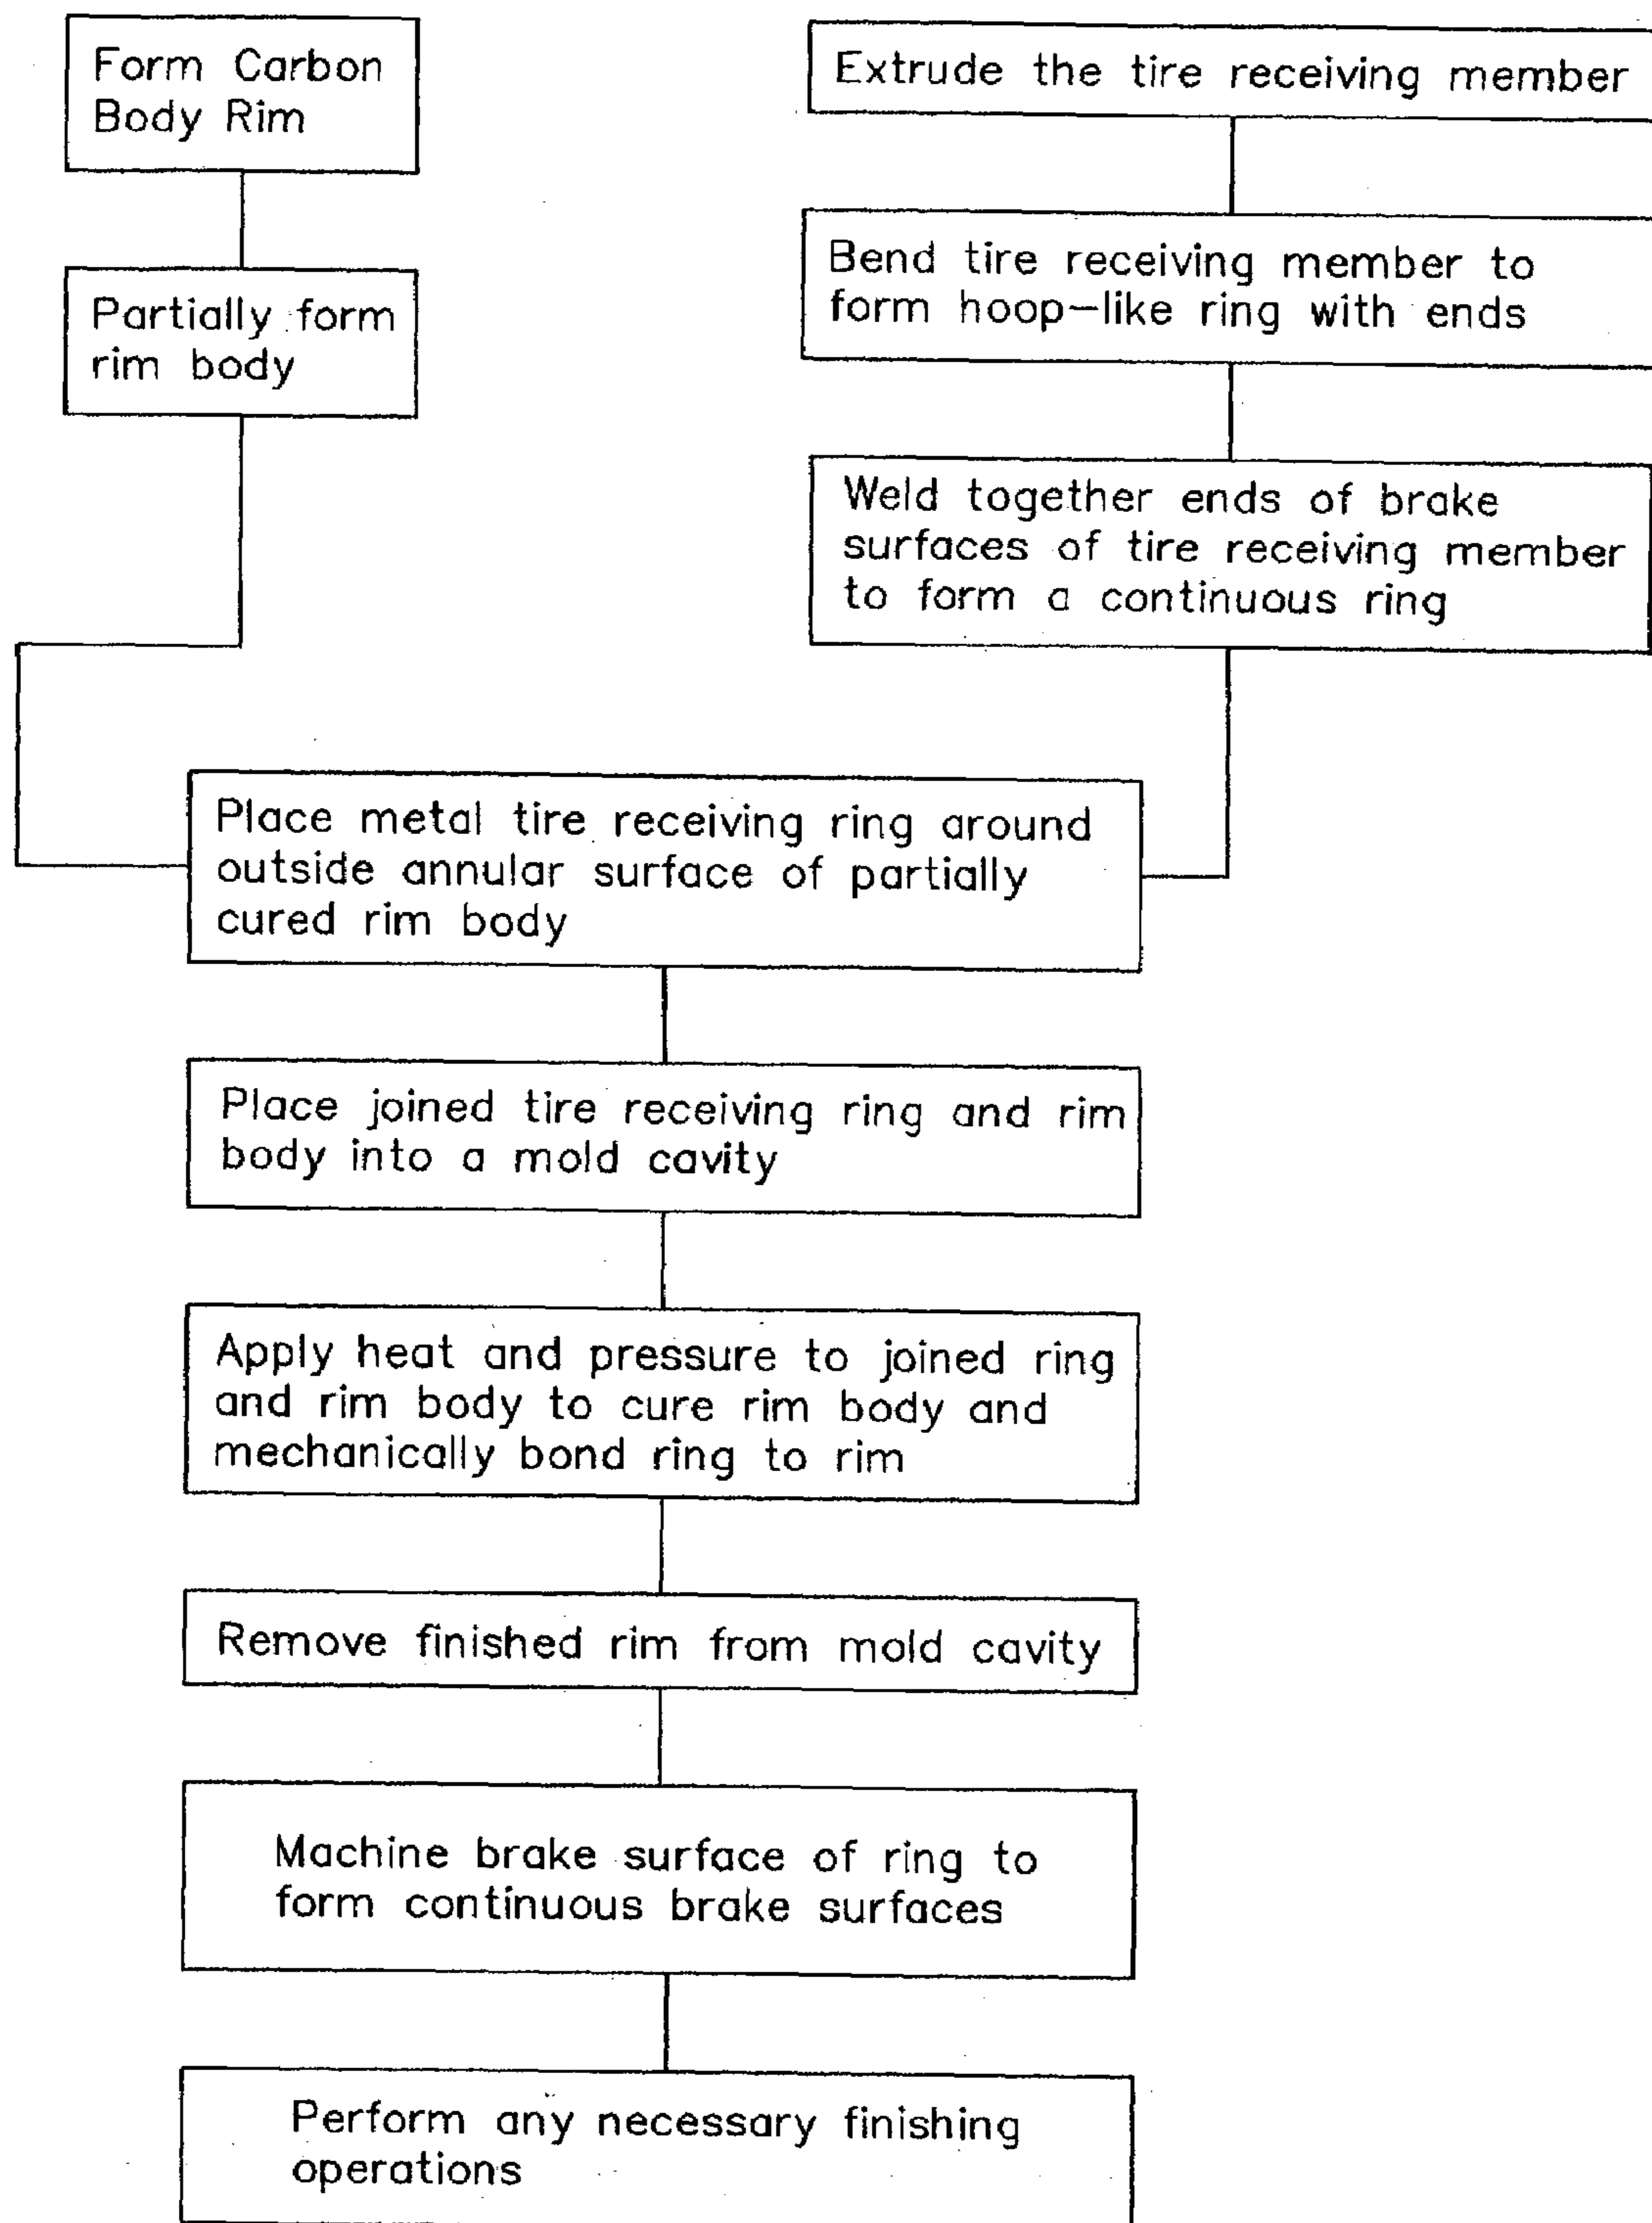 Form Carbon
Body Rim
Partially form
rim body
Extrude the tire receiving member
Bend tire receiving member to
form hoop-like ring with ends
Weld together ends of brake
surfaces of tire receiving member
to form a continuous ring
Place metal tire receiving ring around
outside annular surface of partially
cured rim body
Place joined tire receiving ring and rim
body into a mold cavity
Apply heat and pressure to joined ring
and rim body to cure rim body and
mechanically bond ring to rim
Remove finished rim from mold cavity
Machine brake surface of ring to
form continuous brake surfaces
Perform any necessary finishing
operations